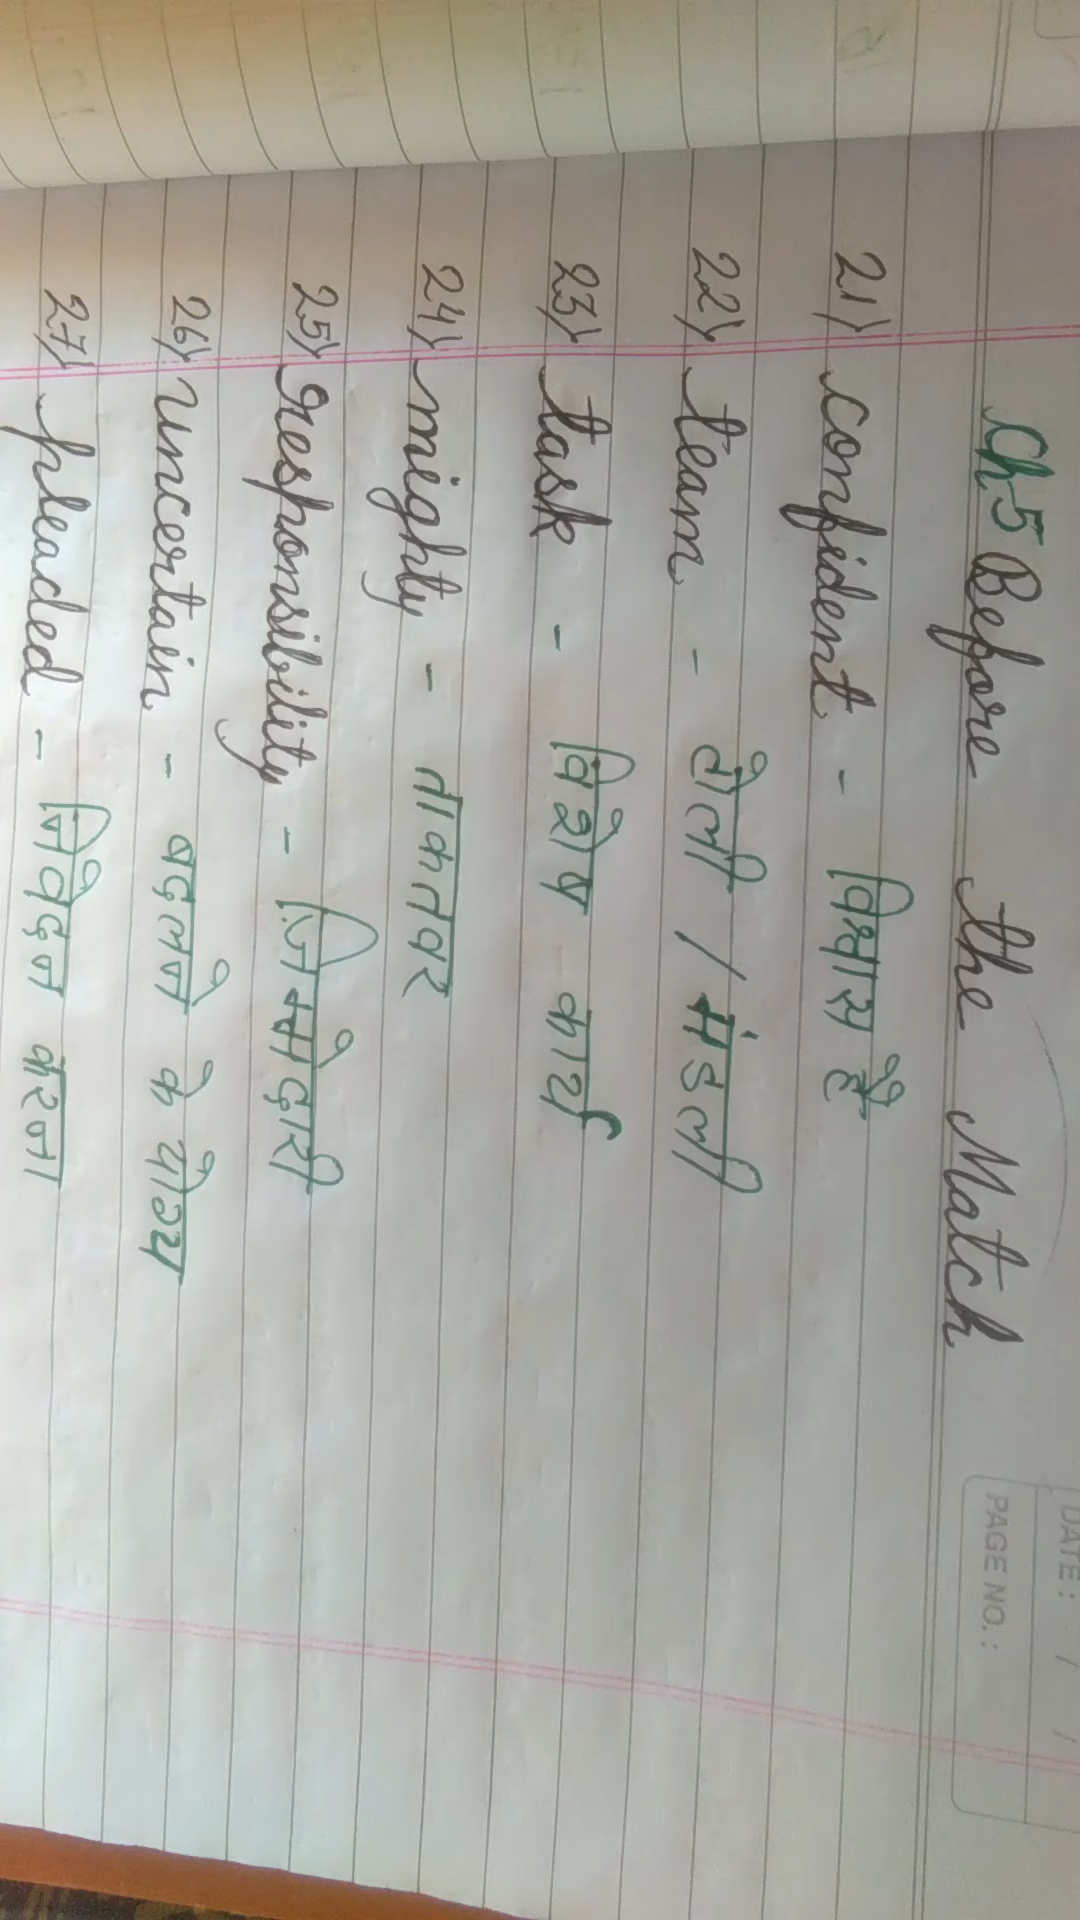 DATE: / /
PAGE NO.:
Ch-5 Before the Match
21) confident - विश्वास है
22) team - टोली / मंडली
23) task - विशेष कार्य
24) mighty - ताकतवर
25) responsibility - जिम्मेदारी
26) uncertain - बदलने के योग्य
27) pleaded - निवेदन करना